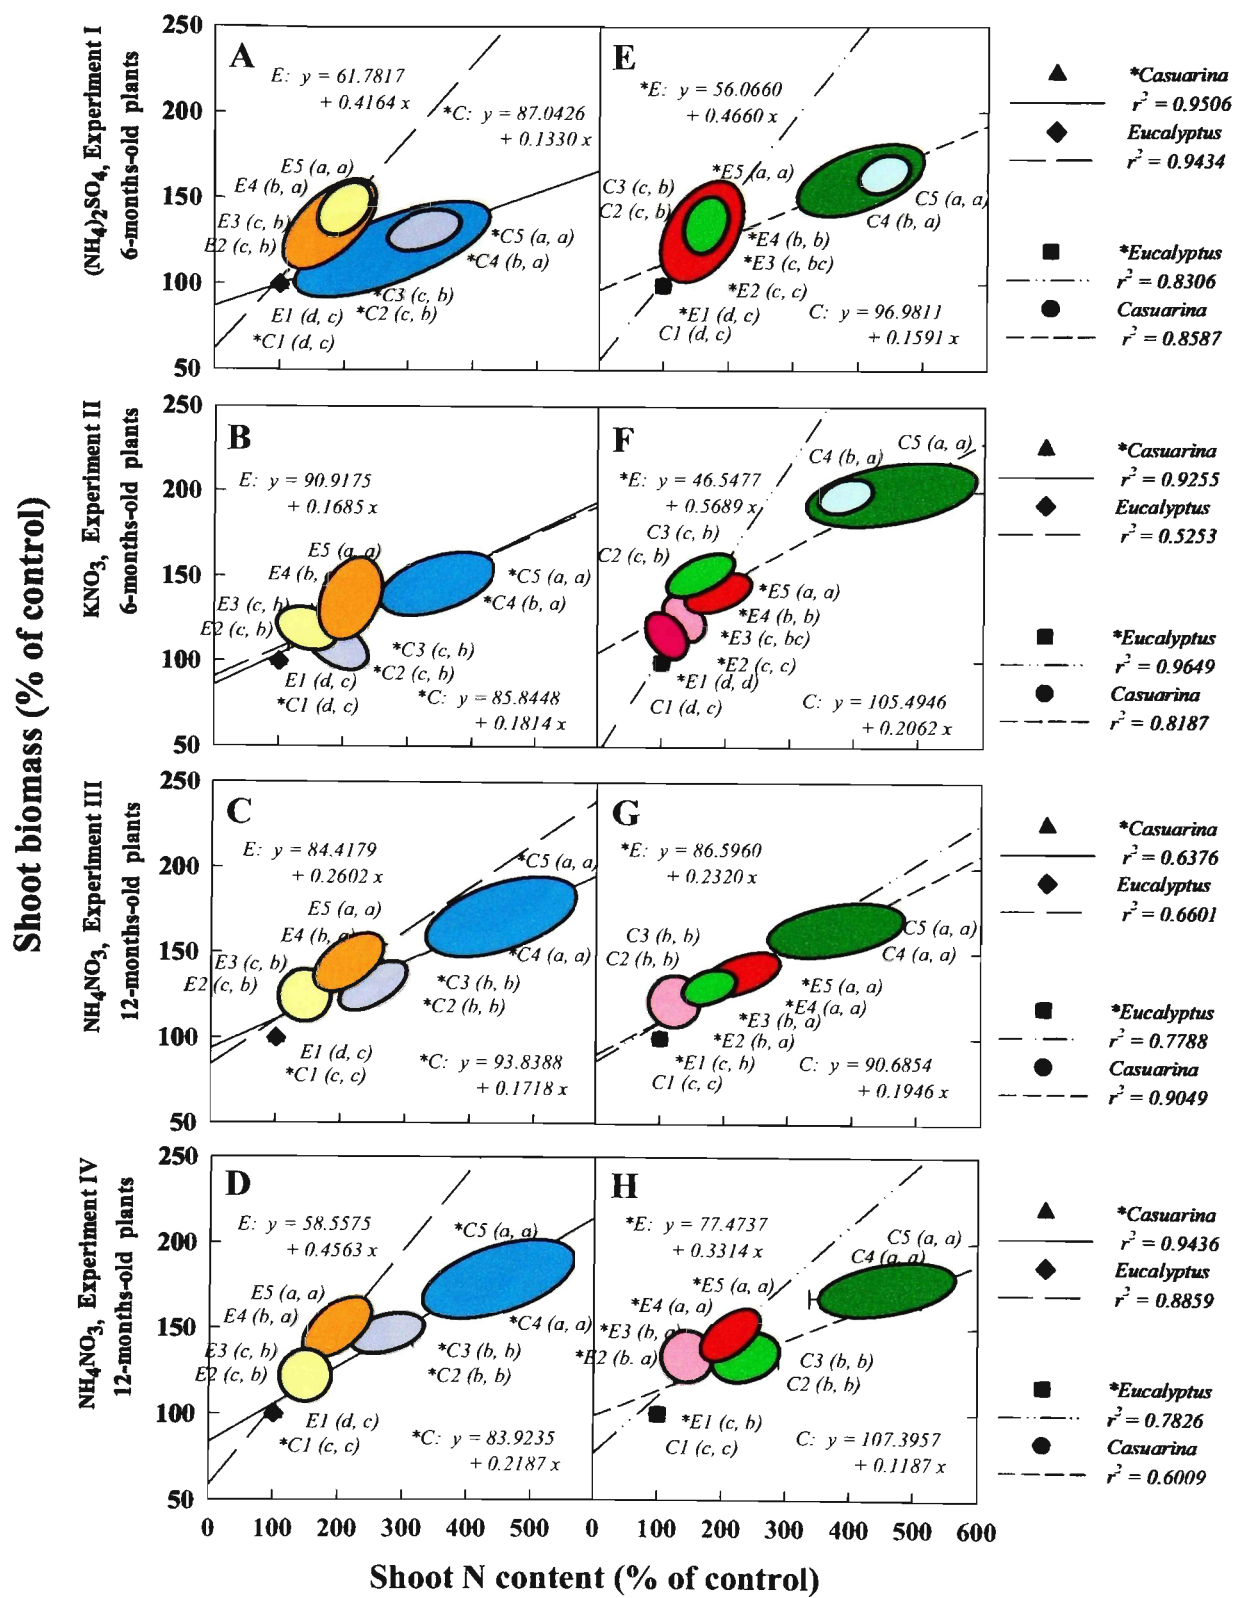 Shoot biomass (% of control)
(NH4)2SO4, Experiment I
6-months-old plants
250
200
150
100
50
A
E: y = 61.7817
+ 0.4164 x
*C: y = 87.0426
+ 0.1330 x
E5 (a, a)
E4 (b, a)
E3 (c, b)
E2 (c, b)
*C5 (a, a)
*C4 (b, a)
*C3 (c, b)
*C2 (c, b)
E1 (d, c)
*C1 (d, c)
E
*E: y = 56.0660
+ 0.4660 x
*E5 (a, a)
C3 (c, b)
C2 (c, b)
C5 (a, a)
C4 (b, a)
*E4 (b, b)
*E3 (c, bc)
*E2 (c, c)
*E1 (d, c)
C1 (d, c)
C: y = 96.9811
+ 0.1591 x
*Casuarina
r2 = 0.9506
Eucalyptus
r2 = 0.9434
*Eucalyptus
r2 = 0.8306
Casuarina
r2 = 0.8587
KNO3, Experiment II
6-months-old plants
250
200
150
100
50
B
E: y = 90.9175
+ 0.1685 x
E5 (a, a)
E4 (b,
E3 (c, b)
E2 (c, b)
*C5 (a, a)
*C4 (b, a)
*C3 (c, b)
*C2 (c, b)
E1 (d, c)
*C1 (d, c)
*C: y = 85.8448
+ 0.1814 x
F
*E: y = 46.5477
+ 0.5689 x
C5 (a, a)
C4 (b, a)
C3 (c, b)
C2 (c, b)
*E5 (a, a)
*E4 (b, b)
*E3 (c, bc)
*E2 (c, c)
*E1 (d, d)
C1 (d, c)
C: y = 105.4946
+ 0.2062 x
*Casuarina
r2 = 0.9255
Eucalyptus
r2 = 0.5253
*Eucalyptus
r2 = 0.9649
Casuarina
r2 = 0.8187
NH4NO3, Experiment III
12-months-old plants
250
200
150
100
50
C
E: y = 84.4179
+ 0.2602 x
*C5 (a, a)
E5 (a, a)
E4 (b, a)
E3 (c, b)
E2 (c, b)
*C4 (a, a)
*C3 (b, b)
*C2 (b, b)
E1 (d, c)
*C1 (c, c)
*C: y = 93.8388
+ 0.1718 x
G
*E: y = 86.5960
+ 0.2320 x
C3 (b, b)
C2 (b, b)
C5 (a, a)
C4 (a, a)
*E5 (a, a)
*E4 (a, a)
*E3 (b, a)
*E2 (b, a)
*E1 (c, b)
C1 (c, c)
C: y = 90.6854
+ 0.1946 x
*Casuarina
r2 = 0.6376
Eucalyptus
r2 = 0.6601
*Eucalyptus
r2 = 0.7788
Casuarina
r2 = 0.9049
NH4NO3, Experiment IV
12-months-old plants
250
200
150
100
50
D
E: y = 58.5575
+ 0.4563 x
*C5 (a, a)
E5 (a, a)
E4 (b, a)
E3 (c, b)
E2 (c, b)
*C4 (a, a)
*C3 (b, b)
*C2 (b, b)
E1 (d, c)
*C1 (c, c)
*C: y = 83.9235
+ 0.2187 x
H
*E: y = 77.4737
+ 0.3314 x
C5 (a, a)
C4 (a, a)
*E5 (a, a)
*E4 (a, a)
*E3 (b, a)
*E2 (b. a)
C3 (b, b)
C2 (b, b)
*E1 (c, b)
C1 (c, c)
C: y = 107.3957
+ 0.1187 x
*Casuarina
r2 = 0.9436
Eucalyptus
r2 = 0.8859
*Eucalyptus
r2 = 0.7826
Casuarina
r2 = 0.6009
0 100 200 300 400 500 0 100 200 300 400 500 600
Shoot N content (% of control)